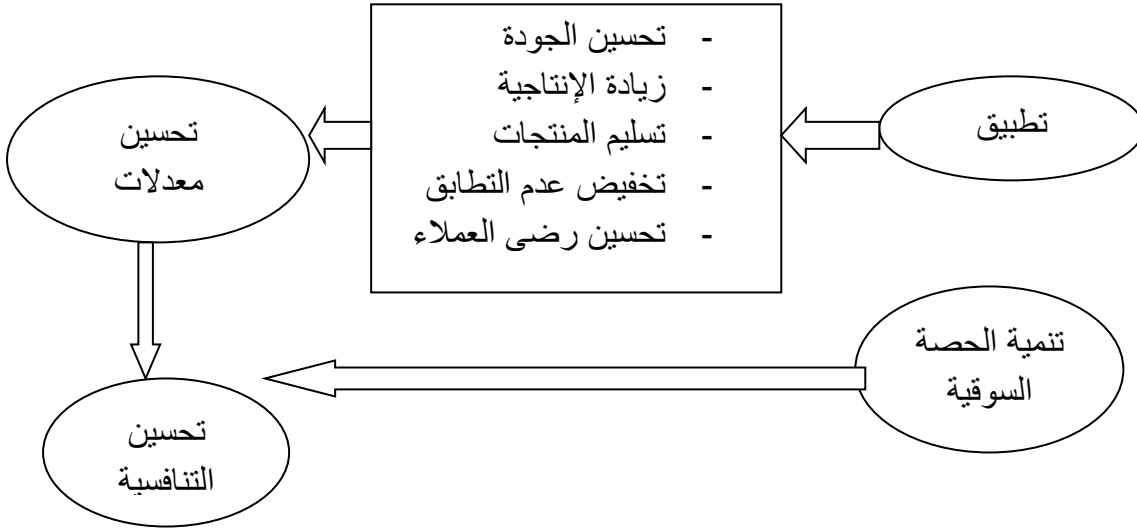 تطبيق
- تحسين الجودة
- زيادة الإنتاجية
- تسليم المنتجات
- تخفيض عدم التطابق
- تحسين رضى العملاء
تحسين
معدلات
تنمية الحصة
السوقية
تحسين
التنافسية